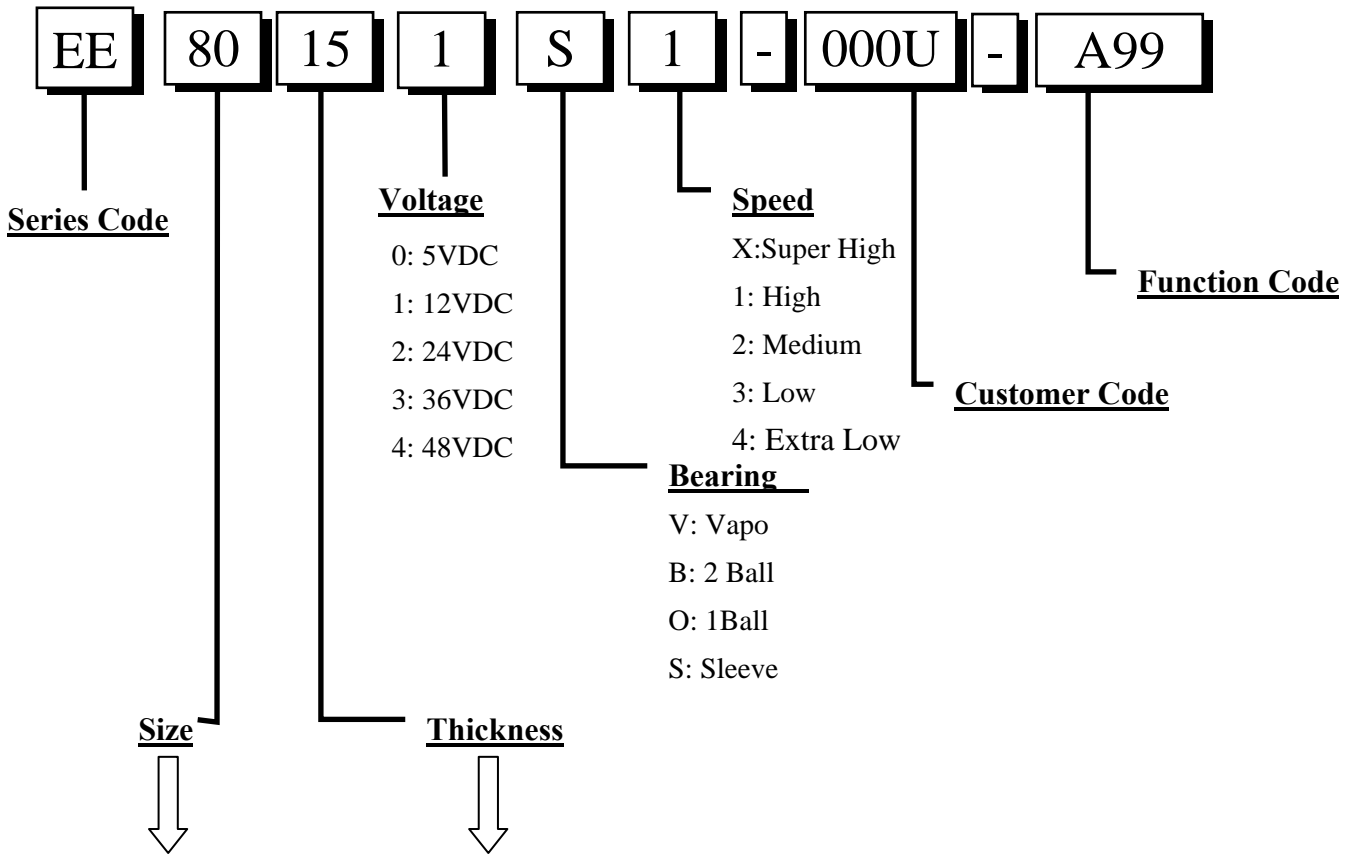 EE 80 15 1 S 1 - 000U - A99
Series Code
Voltage
0: 5VDC
1: 12VDC
2: 24VDC
3: 36VDC
4: 48VDC
Speed
X:Super High
1: High
2: Medium
3: Low
4: Extra Low
Function Code
Customer Code
Bearing
V: Vapo
B: 2 Ball
O: 1Ball
S: Sleeve
Size
Thickness